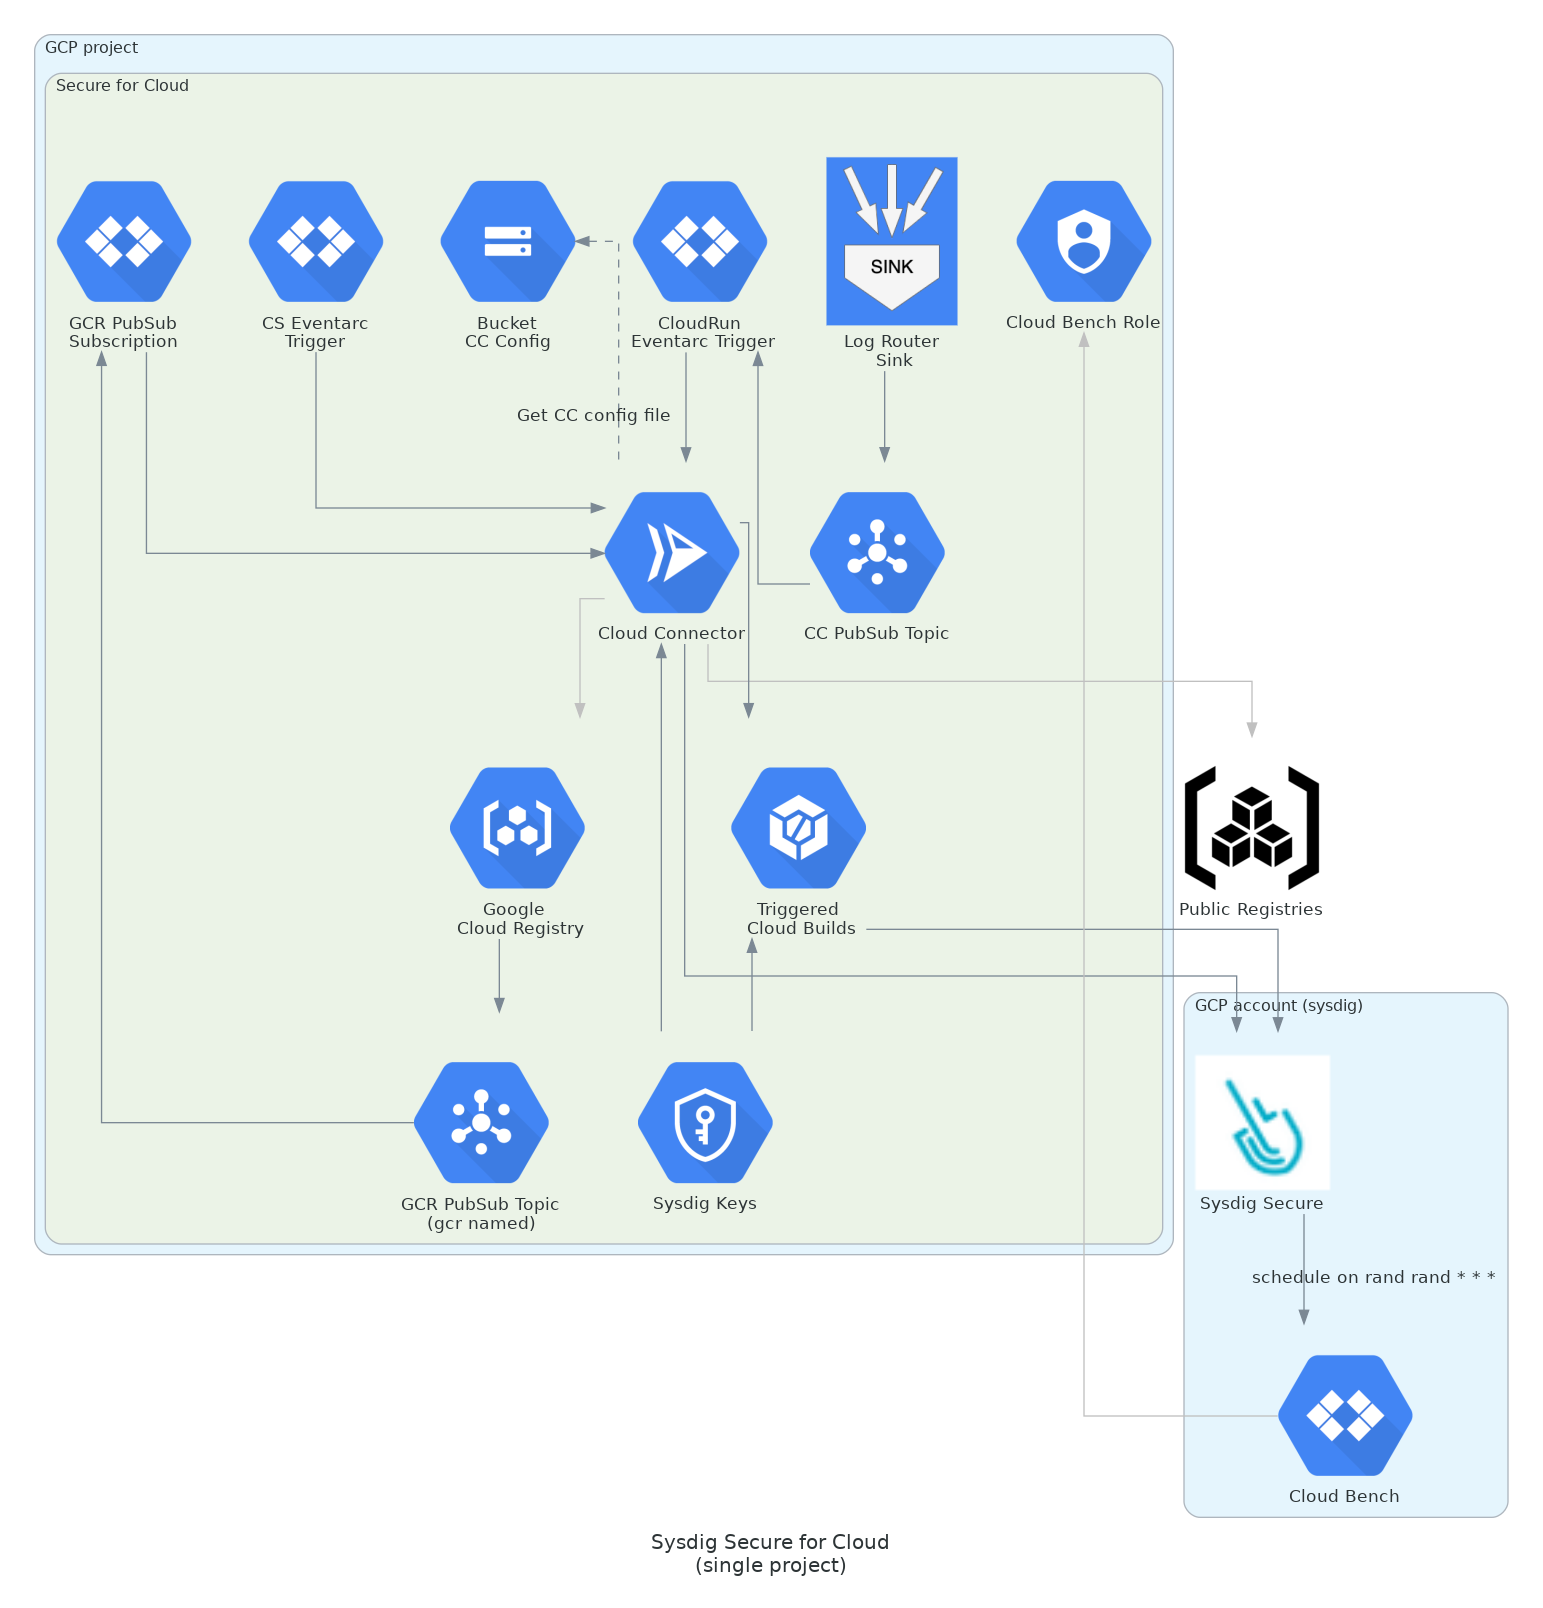 GCP project
Secure for Cloud
SINK
GCR PubSub
Subscription
CS Eventarc
Trigger
Bucket
CC Config
CloudRun
Eventarc Trigger
Log Router
Sink
Cloud Bench Role
Get CC config file
Cloud Connector
CC PubSub Topic
Google
Cloud Registry
Triggered
Cloud Builds
Public Registries
GCP account (sysdig)
GCR PubSub Topic
(gcr named)
Sysdig Keys
Sysdig Secure
schedule on rand rand * * *
Cloud Bench
Sysdig Secure for Cloud
(single project)